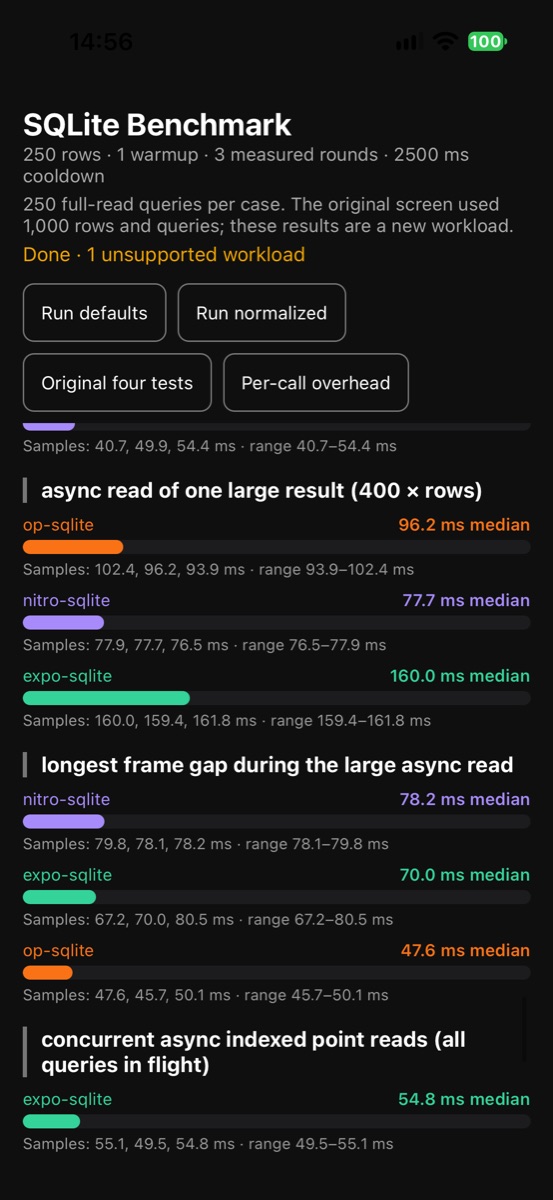 14:56
100
SQLite Benchmark
250 rows · 1 warmup · 3 measured rounds · 2500 ms
cooldown
250 full-read queries per case. The original screen used
1,000 rows and queries; these results are a new workload.
Done · 1 unsupported workload
Run defaults
Run normalized
Original four tests
Per-call overhead
Samples: 40.7, 49.9, 54.4 ms · range 40.7–54.4 ms
async read of one large result (400 × rows)
op-sqlite
96.2 ms median
Samples: 102.4, 96.2, 93.9 ms · range 93.9–102.4 ms
nitro-sqlite
77.7 ms median
Samples: 77.9, 77.7, 76.5 ms · range 76.5–77.9 ms
expo-sqlite
160.0 ms median
Samples: 160.0, 159.4, 161.8 ms · range 159.4–161.8 ms
longest frame gap during the large async read
nitro-sqlite
78.2 ms median
Samples: 79.8, 78.1, 78.2 ms · range 78.1–79.8 ms
expo-sqlite
70.0 ms median
Samples: 67.2, 70.0, 80.5 ms · range 67.2–80.5 ms
op-sqlite
47.6 ms median
Samples: 47.6, 45.7, 50.1 ms · range 45.7–50.1 ms
concurrent async indexed point reads (all
queries in flight)
expo-sqlite
54.8 ms median
Samples: 55.1, 49.5, 54.8 ms · range 49.5–55.1 ms